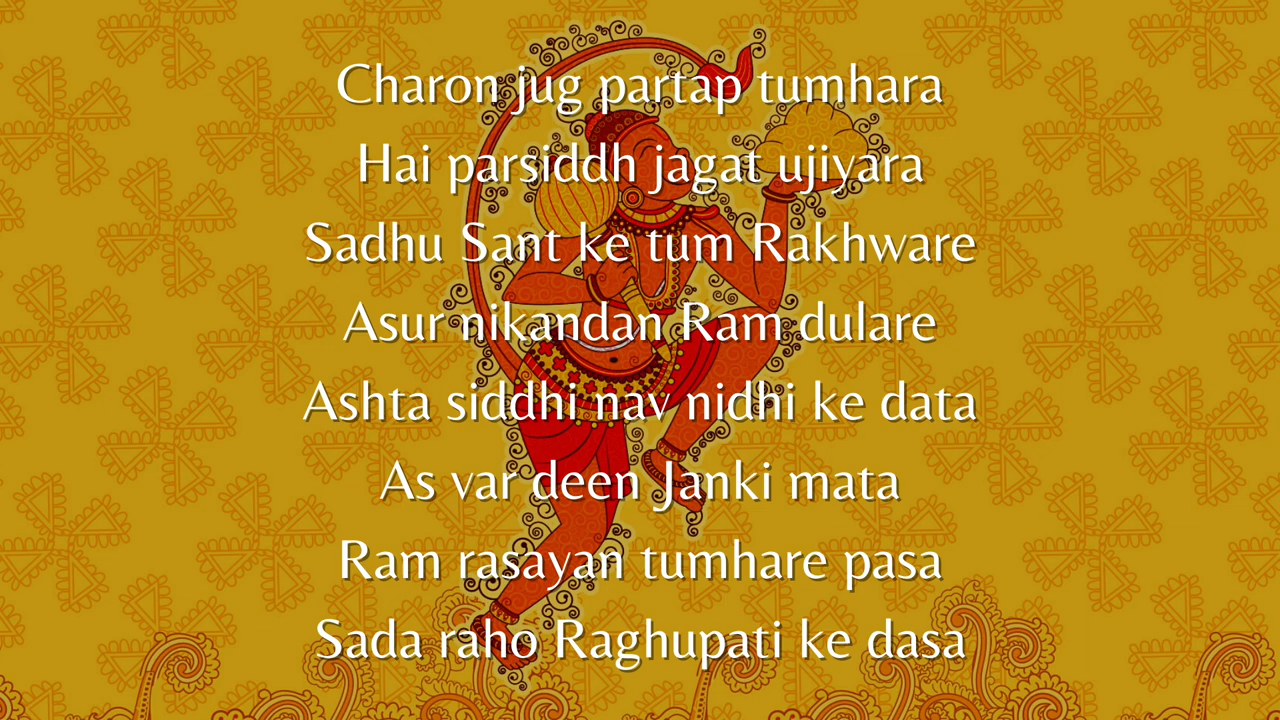 Charon jug partap tumhara
Hai parsiddh jagat ujiyara
Sadhu Sant ke tum Rakhware
Asur nikandan Ram dulare
Ashta siddhi nav nidhi ke data
As var deen Janki mata
Ram rasayan tumhare pasa
Sada raho Raghupati ke dasa